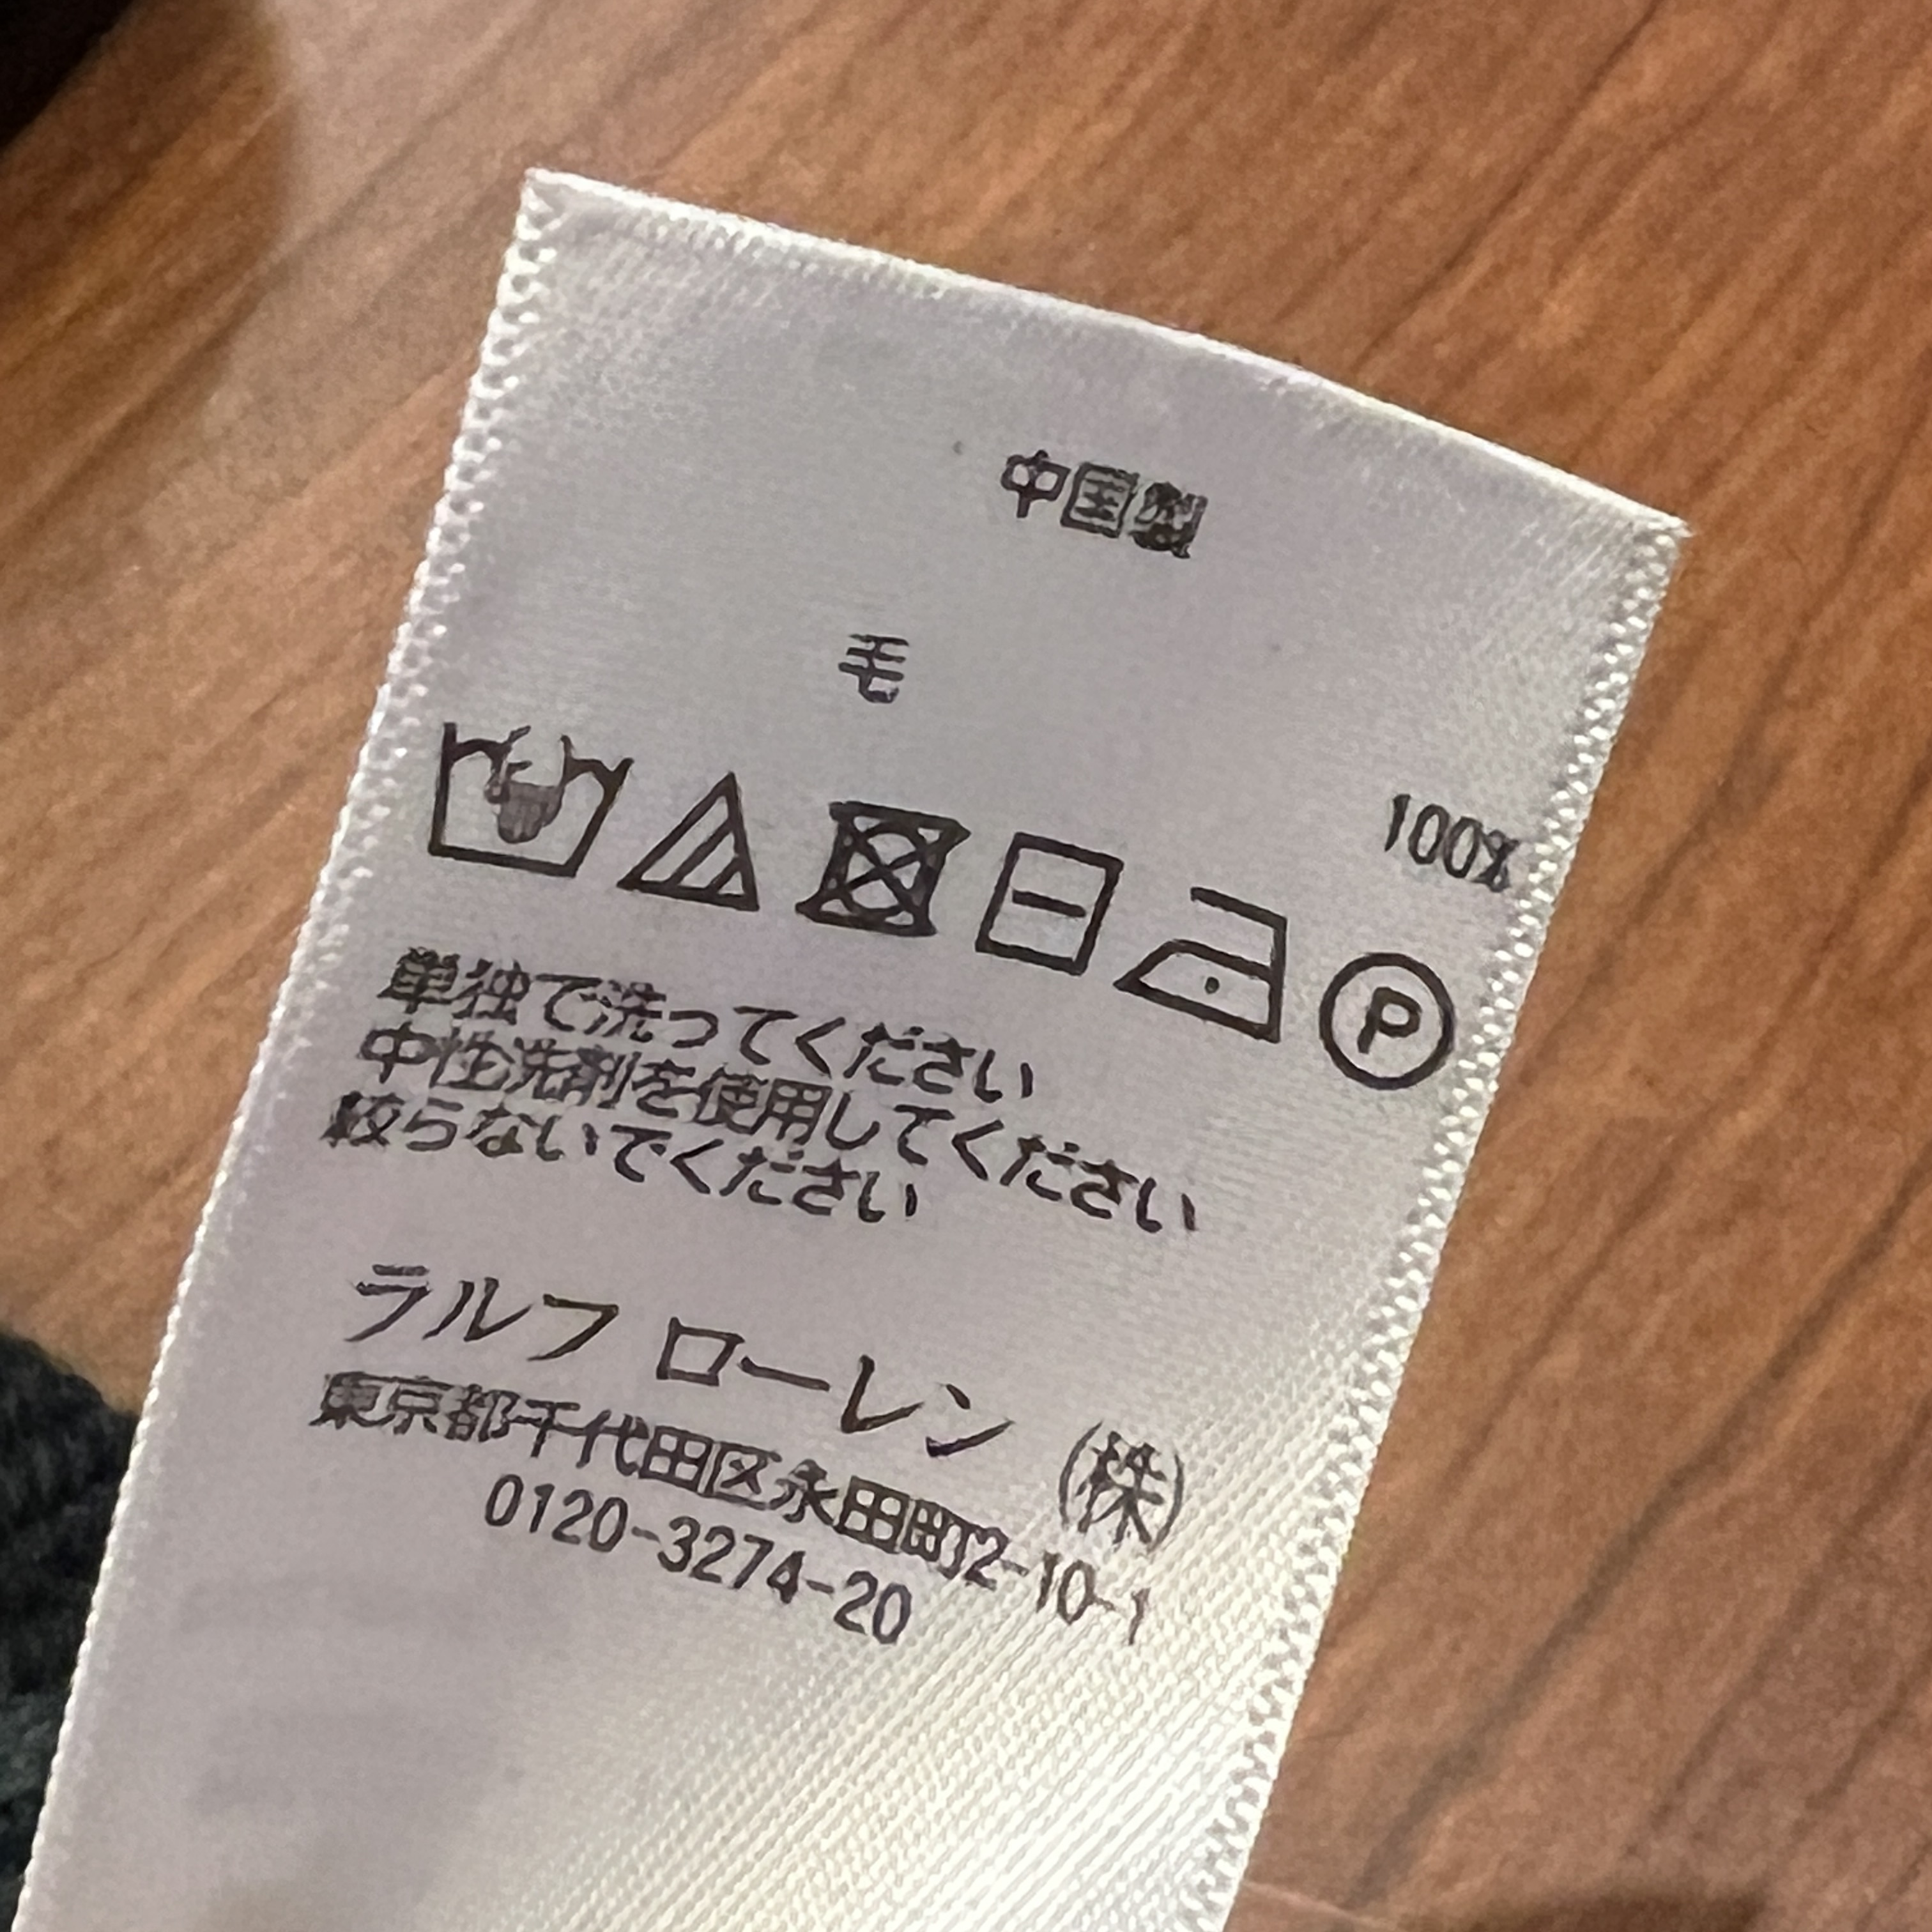 中国製
毛 100%
P
単独で洗ってください
中性洗剤を使用してください
絞らないでください
ラルフ ローレン (株)
東京都千代田区永田町2-10-1
0120-3274-20